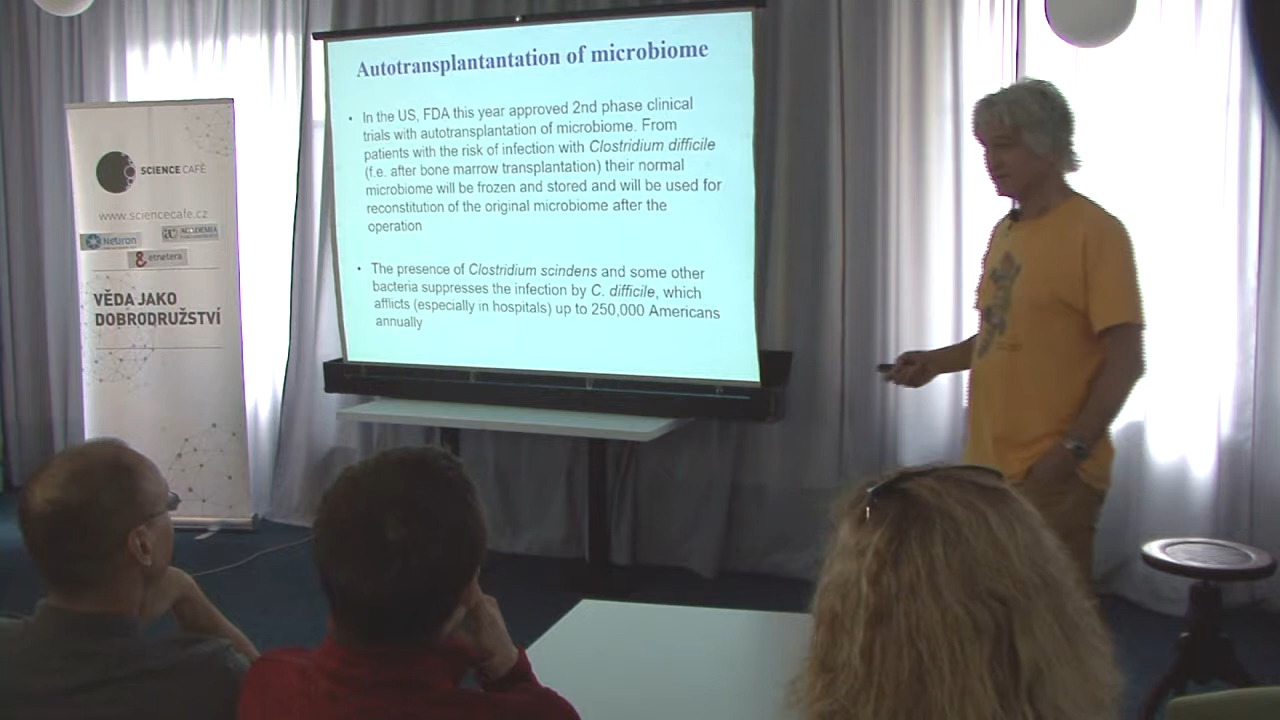 Autotransplantantation of microbiome
• In the US, FDA this year approved 2nd phase clinical
trials with autotransplantation of microbiome. From
patients with the risk of infection with Clostridium difficile
(f.e. after bone marrow transplantation) their normal
microbiome will be frozen and stored and will be used for
reconstitution of the original microbiome after the
operation
• The presence of Clostridium scindens and some other
bacteria suppresses the infection by C. difficile, which
afflicts (especially in hospitals) up to 250,000 Americans
annually
SCIENCE CAFÉ
www.sciencecafe.cz
Neuron
ACADEMIA
etnetera
VĚDA JAKO
DOBRODRUŽSTVÍ